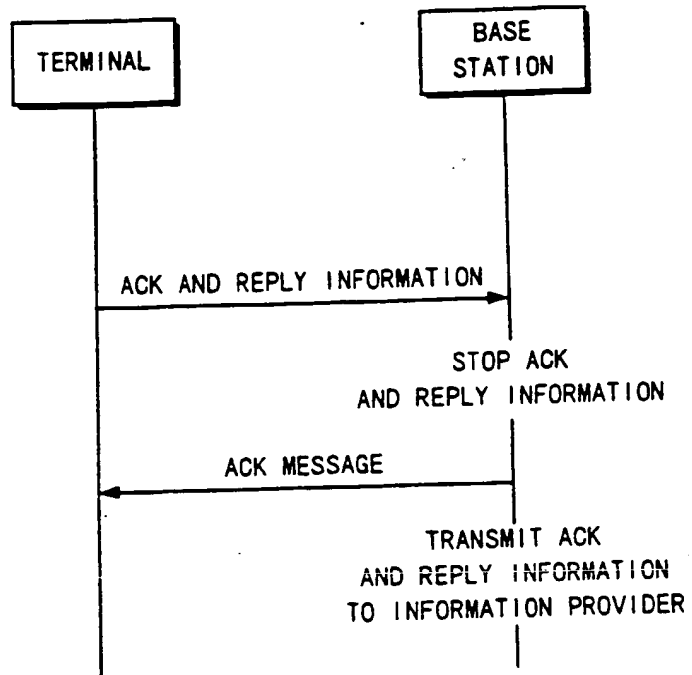 TERMINAL
BASE
STATION
ACK AND REPLY INFORMATION
STOP ACK
AND REPLY INFORMATION
ACK MESSAGE
TRANSMIT ACK
AND REPLY INFORMATION
TO INFORMATION PROVIDER